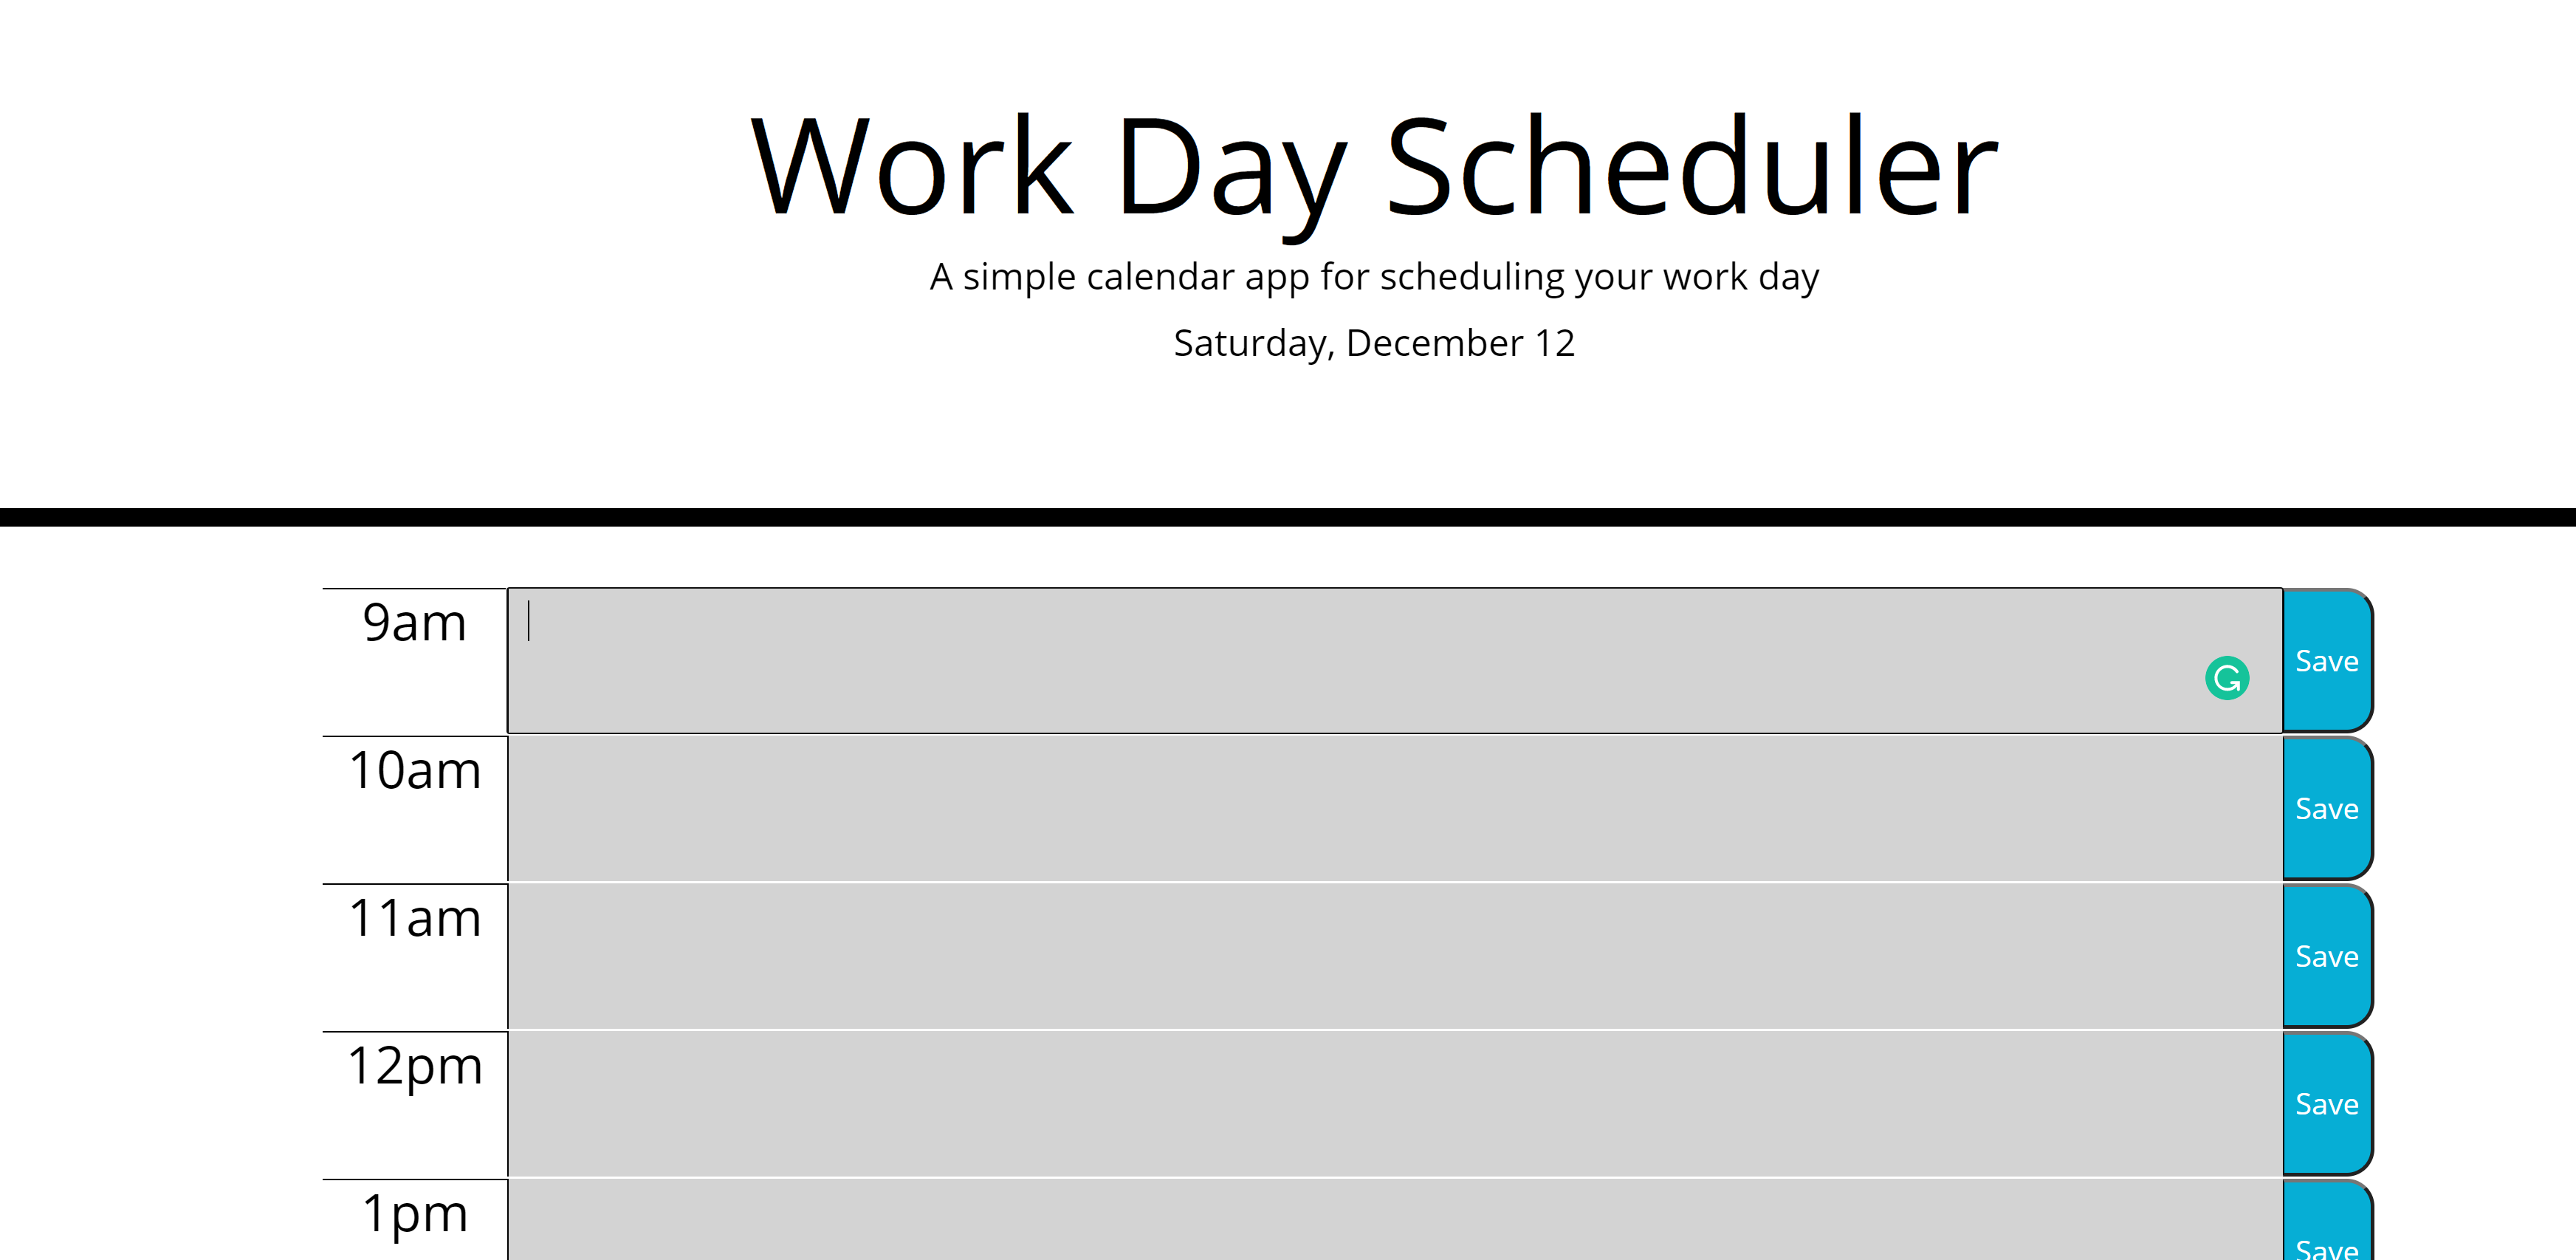 Work Day Scheduler
A simple calendar app for scheduling your work day
Saturday, December 12
9am
Save
10am
Save
11am
Save
12pm
Save
1pm
Save